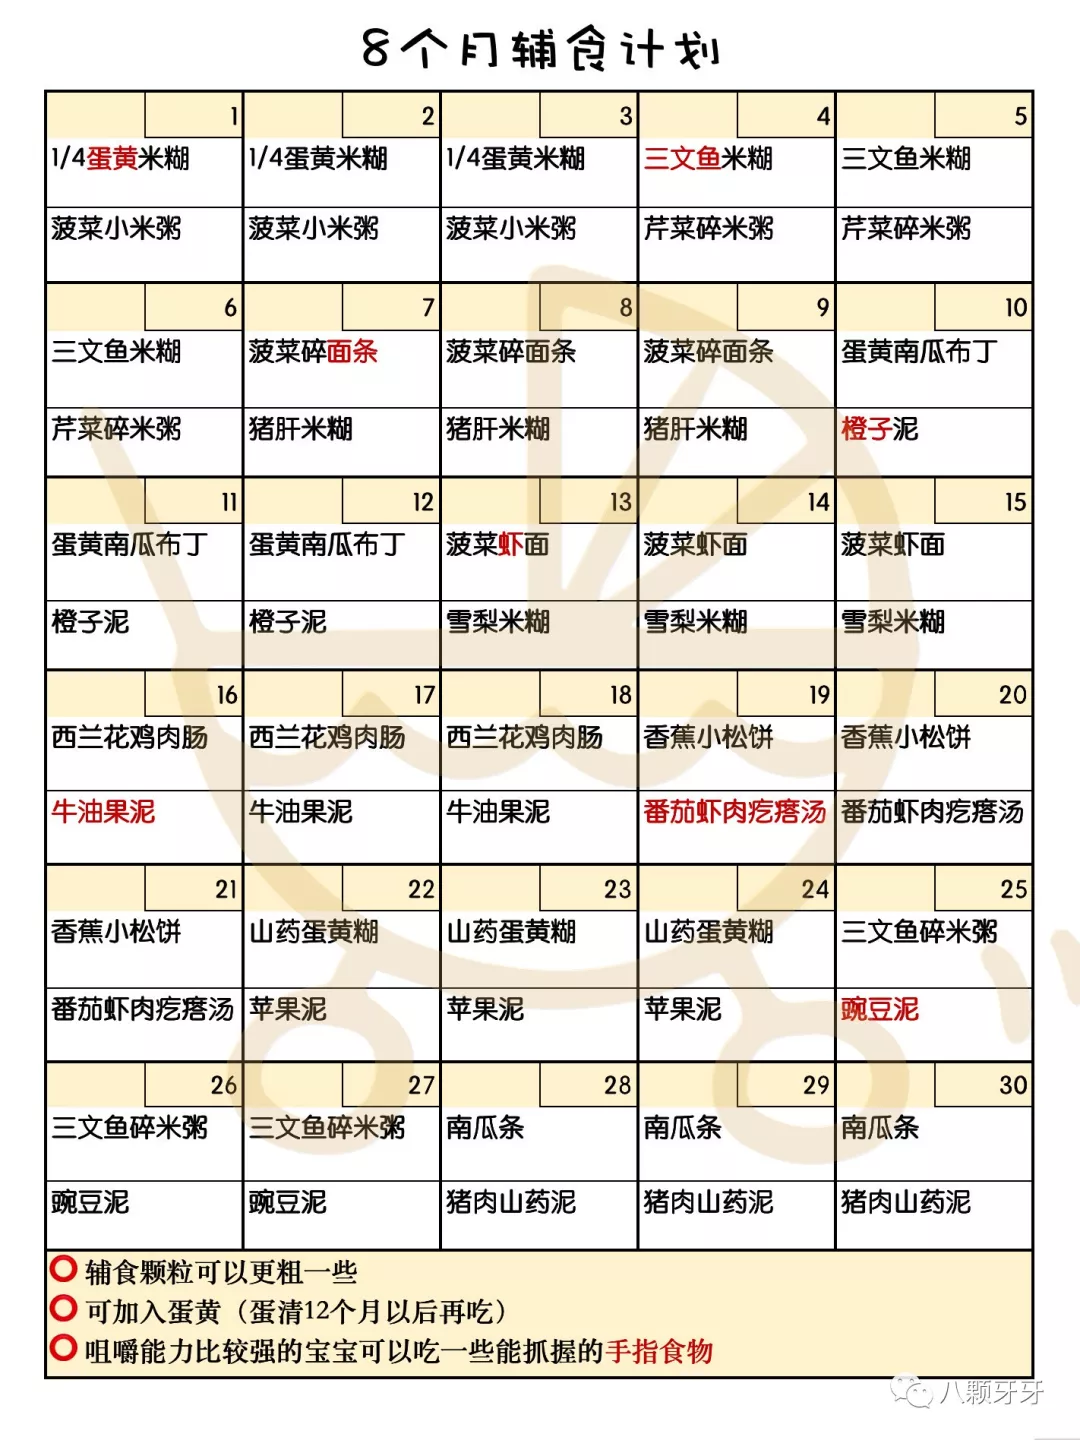 8个月辅食计划
1 2 3 4 5
1/4蛋黄米糊 1/4蛋黄米糊 1/4蛋黄米糊 三文鱼米糊 三文鱼米糊
菠菜小米粥 菠菜小米粥 菠菜小米粥 芹菜碎米粥 芹菜碎米粥
6 7 8 9 10
三文鱼米糊 菠菜碎面条 菠菜碎面条 菠菜碎面条 蛋黄南瓜布丁
芹菜碎米粥 猪肝米糊 猪肝米糊 猪肝米糊 橙子泥
11 12 13 14 15
蛋黄南瓜布丁 蛋黄南瓜布丁 菠菜虾面 菠菜虾面 菠菜虾面
橙子泥 橙子泥 雪梨米糊 雪梨米糊 雪梨米糊
16 17 18 19 20
西兰花鸡肉肠 西兰花鸡肉肠 西兰花鸡肉肠 香蕉小松饼 香蕉小松饼
牛油果泥 牛油果泥 牛油果泥 番茄虾肉疙瘩汤 番茄虾肉疙瘩汤
21 22 23 24 25
香蕉小松饼 山药蛋黄糊 山药蛋黄糊 山药蛋黄糊 三文鱼碎米粥
番茄虾肉疙瘩汤 苹果泥 苹果泥 苹果泥 豌豆泥
26 27 28 29 30
三文鱼碎米粥 三文鱼碎米粥 南瓜条 南瓜条 南瓜条
豌豆泥 豌豆泥 猪肉山药泥 猪肉山药泥 猪肉山药泥
辅食颗粒可以更粗一些
可加入蛋黄（蛋清12个月以后再吃）
咀嚼能力比较强的宝宝可以吃一些能抓握的手指食物
八颗牙牙